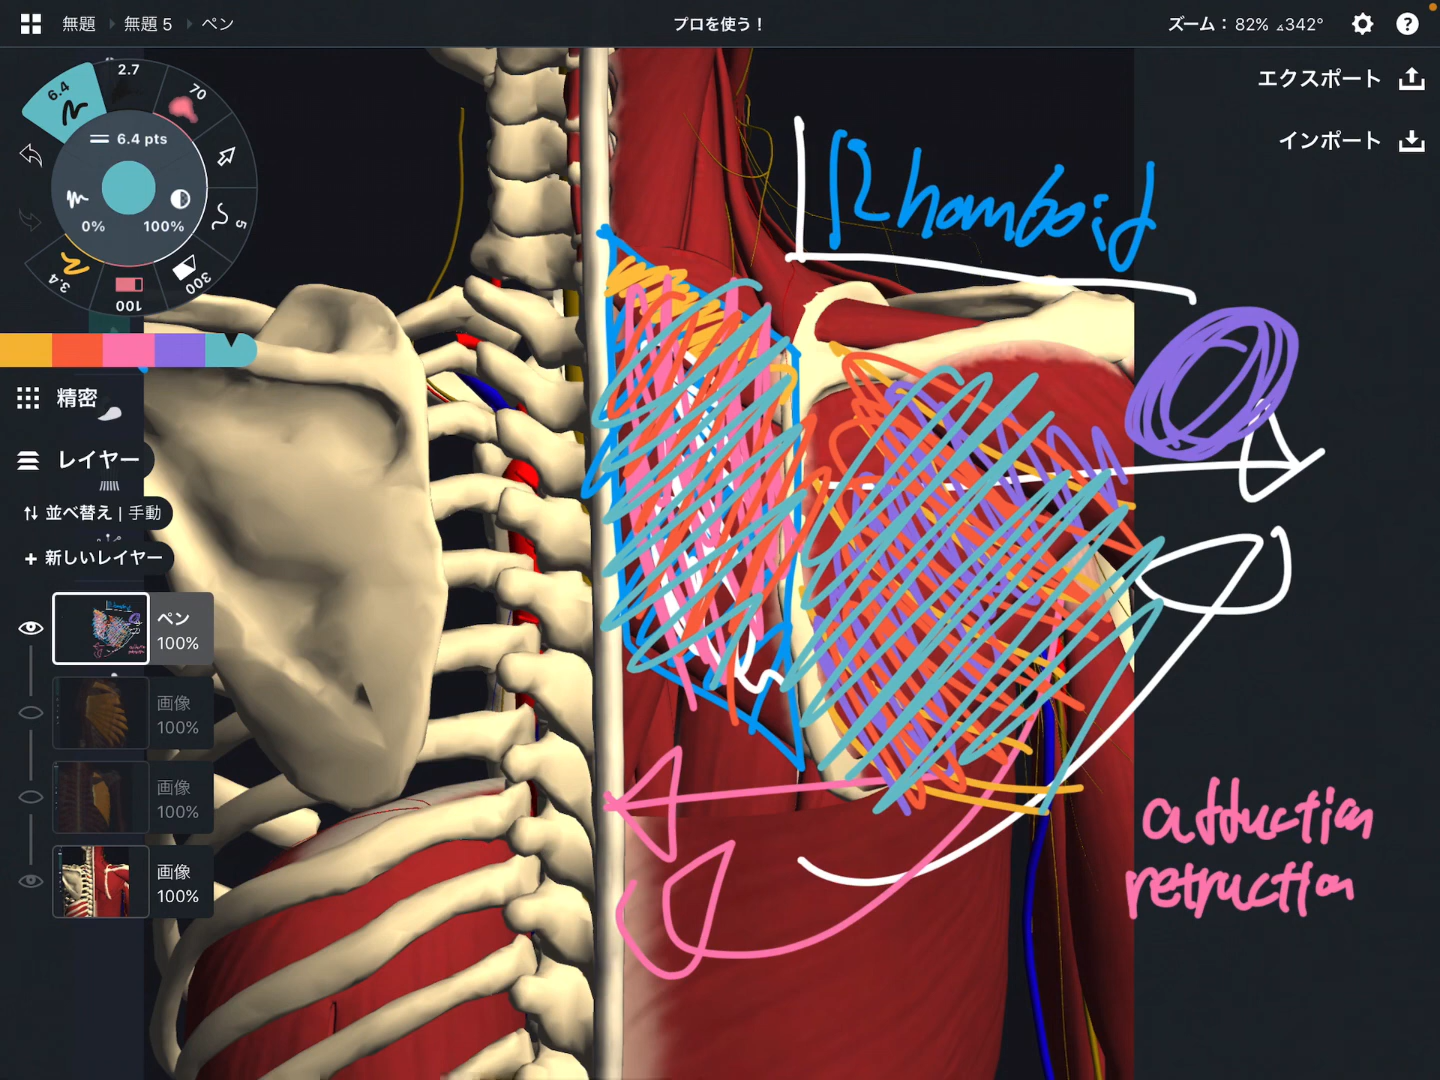 無題 無題 5 ペン
プロを使う！
ズーム： 82% ⊿342°
エクスポート
インポート
2.7
6.4
70
6.4 pts
0% 100%
5
3.4
100
300
精密
レイヤー
並べ替え | 手動
+ 新しいレイヤー
ペン
100%
画像
100%
画像
100%
画像
100%
Rhomboid
adduction
retruction